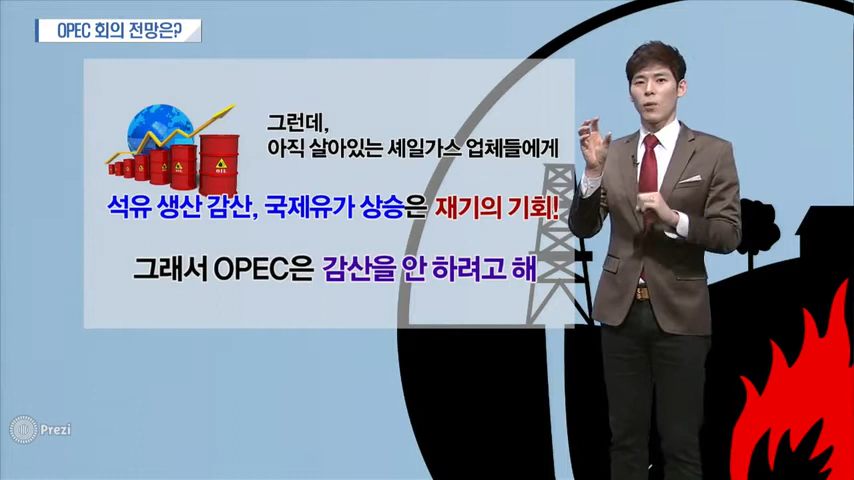 OPEC 회의 전망은?
그런데,
아직 살아있는 셰일가스 업체들에게
석유 생산 감산, 국제유가 상승은 재기의 기회!
그래서 OPEC은 감산을 안 하려고 해
Prezi